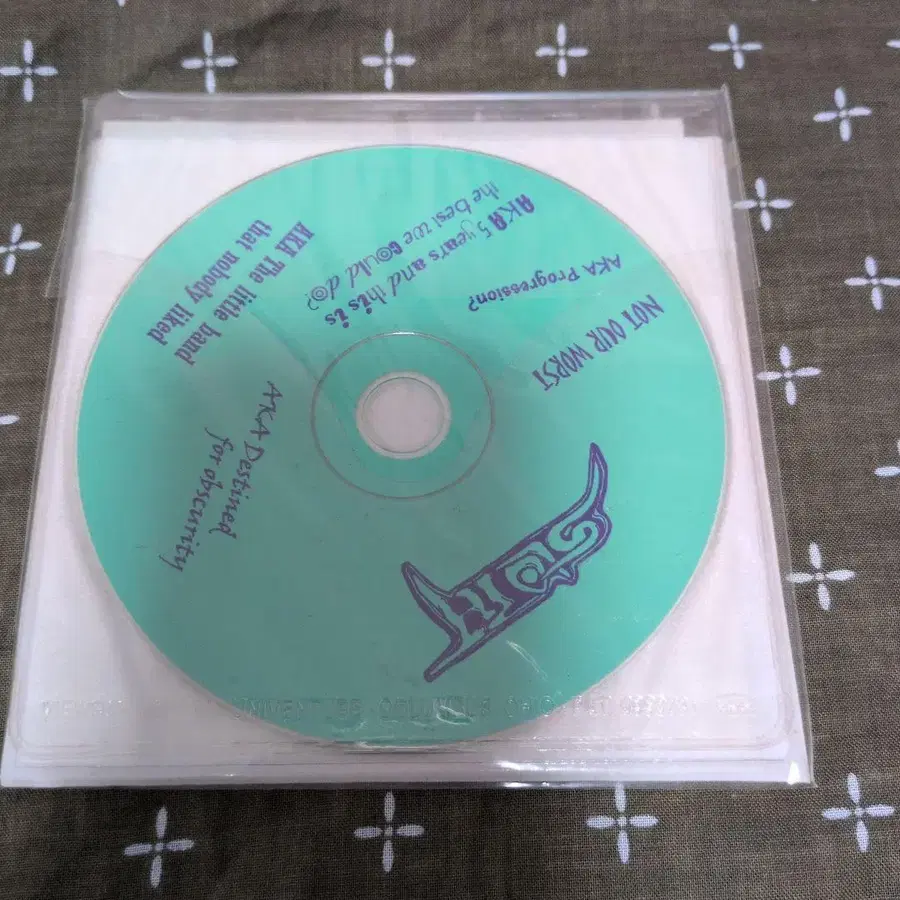 NOT OUR WORST
AKA Progression?
AKA 5 years and this is
the best we could do?
AKA The little band
that nobody liked
AKA Destined
for obscurity